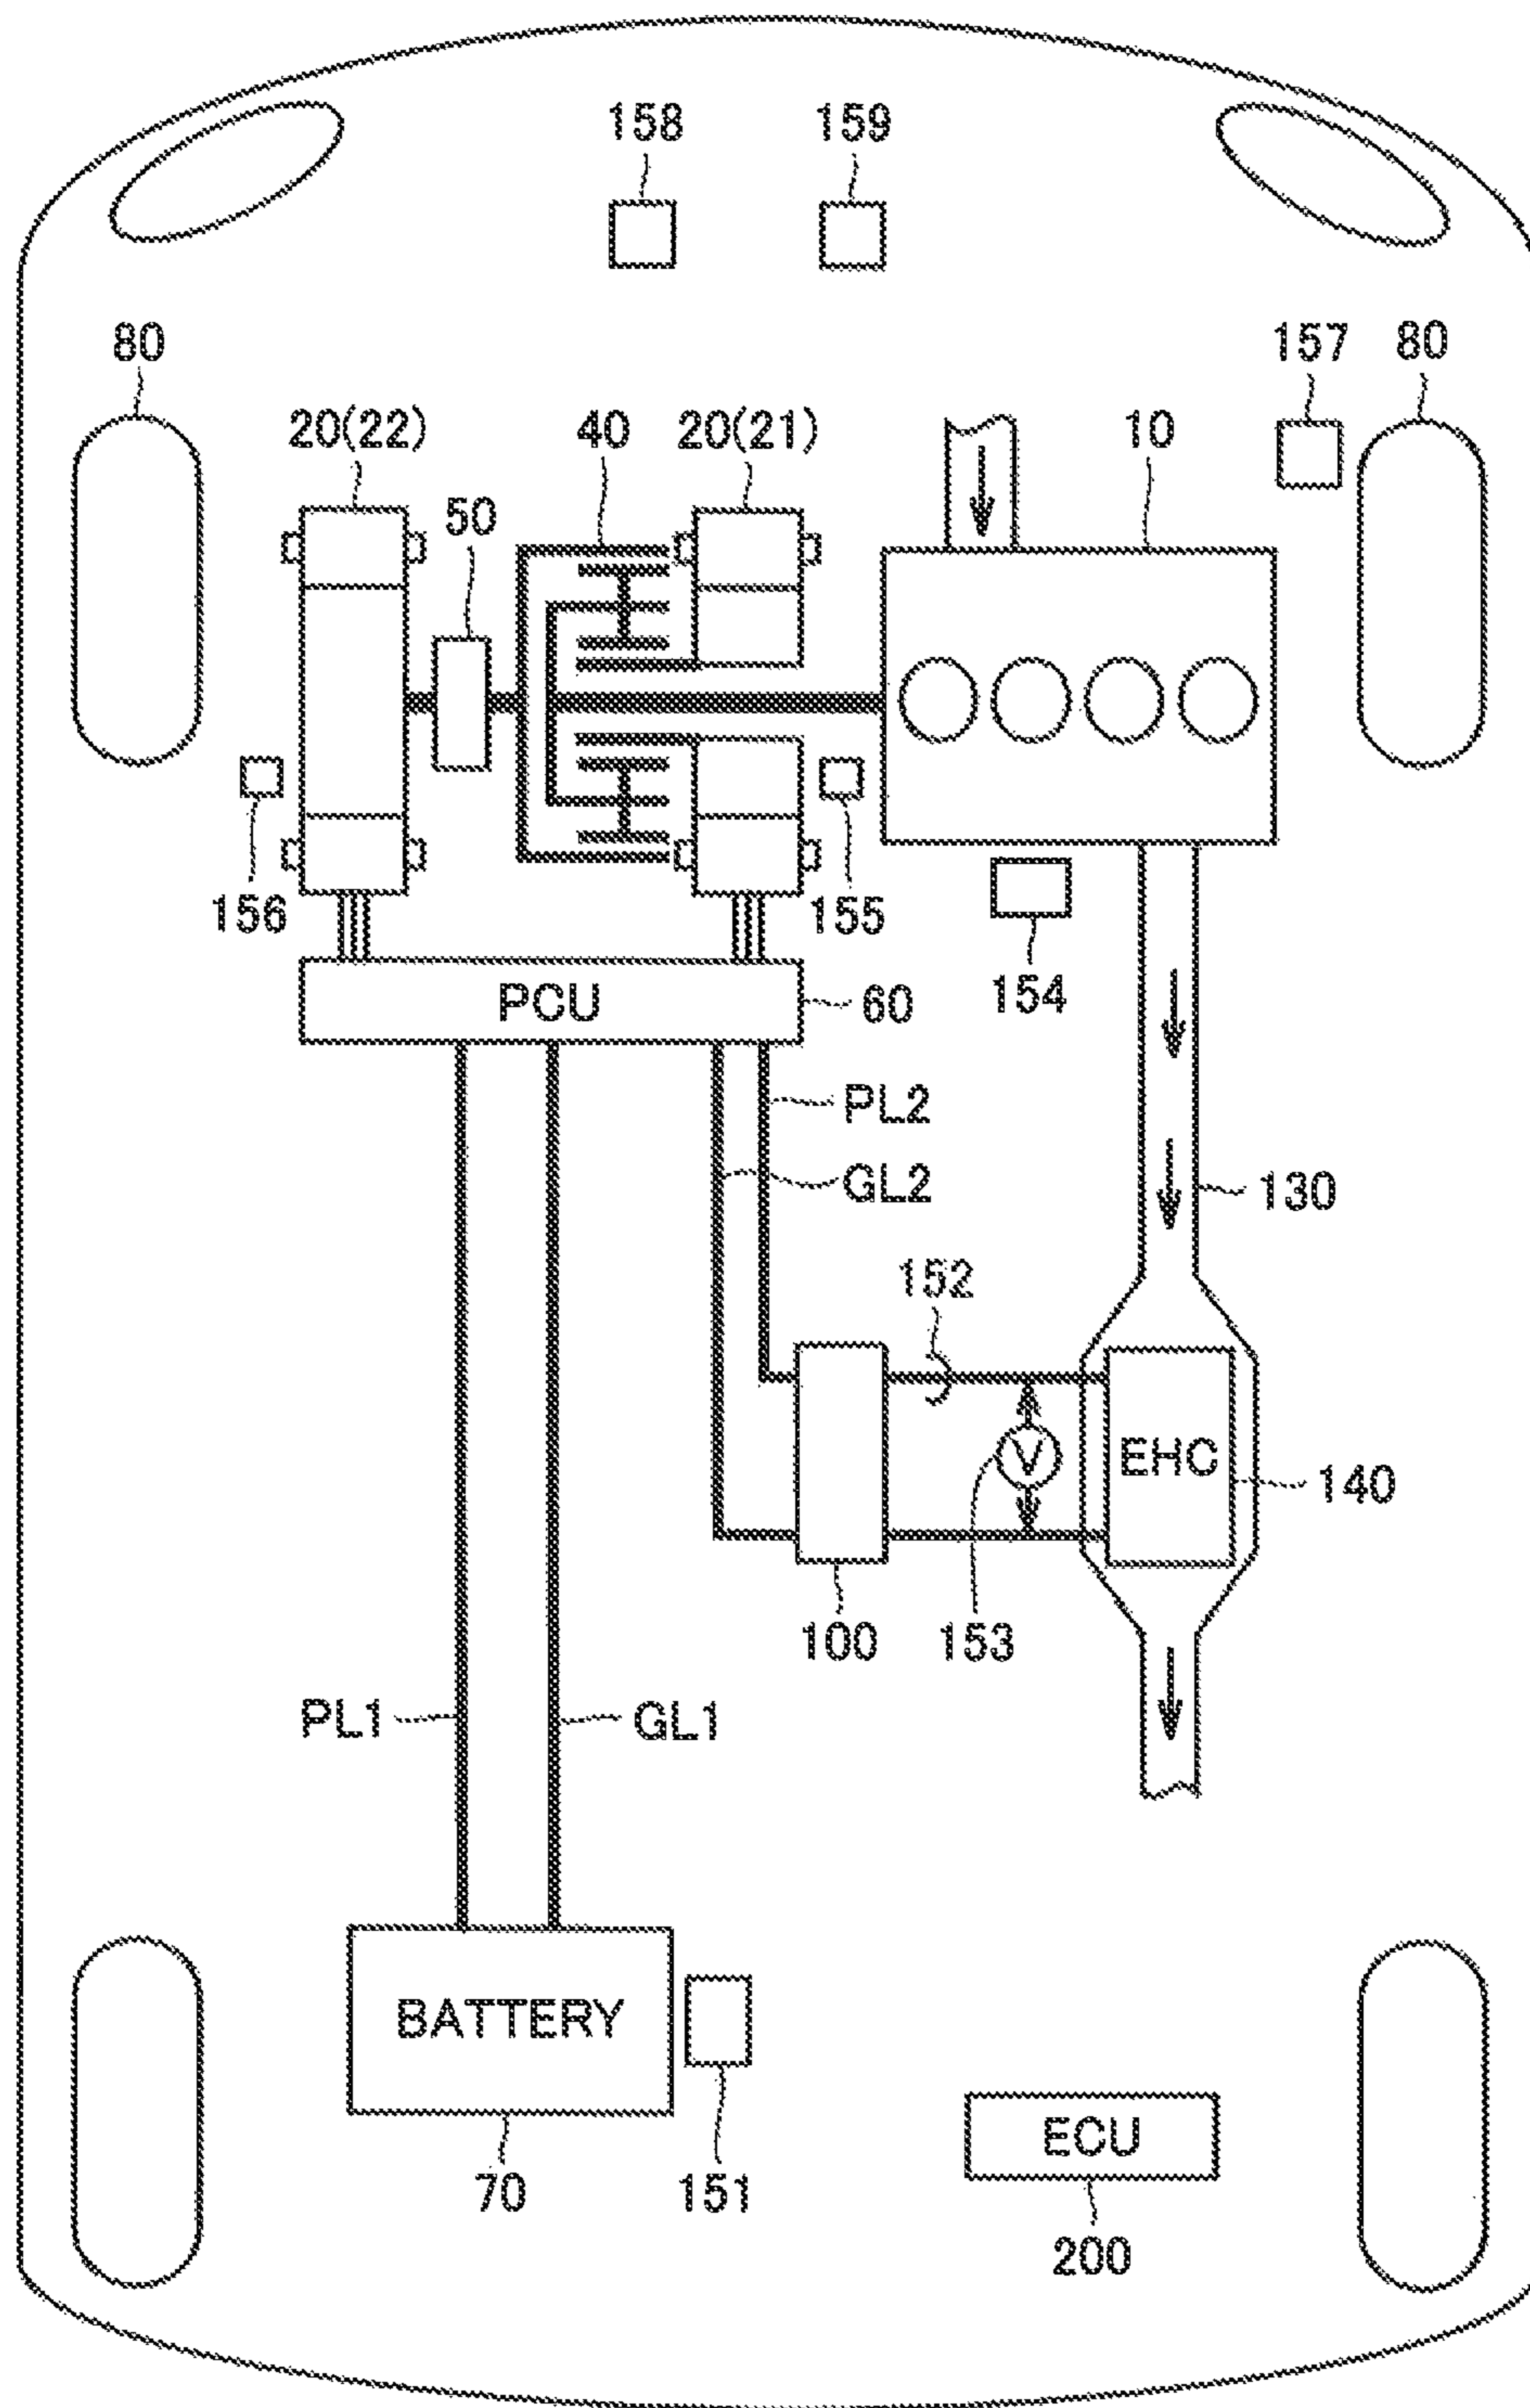 158 159
80 157 80
20(22) 40 20(21) 10
50
156 155
154
PCU 60
PL2
GL2 130
152
V EHC 140
100 153
PL1 GL1
BATTERY
70 151
ECU
200